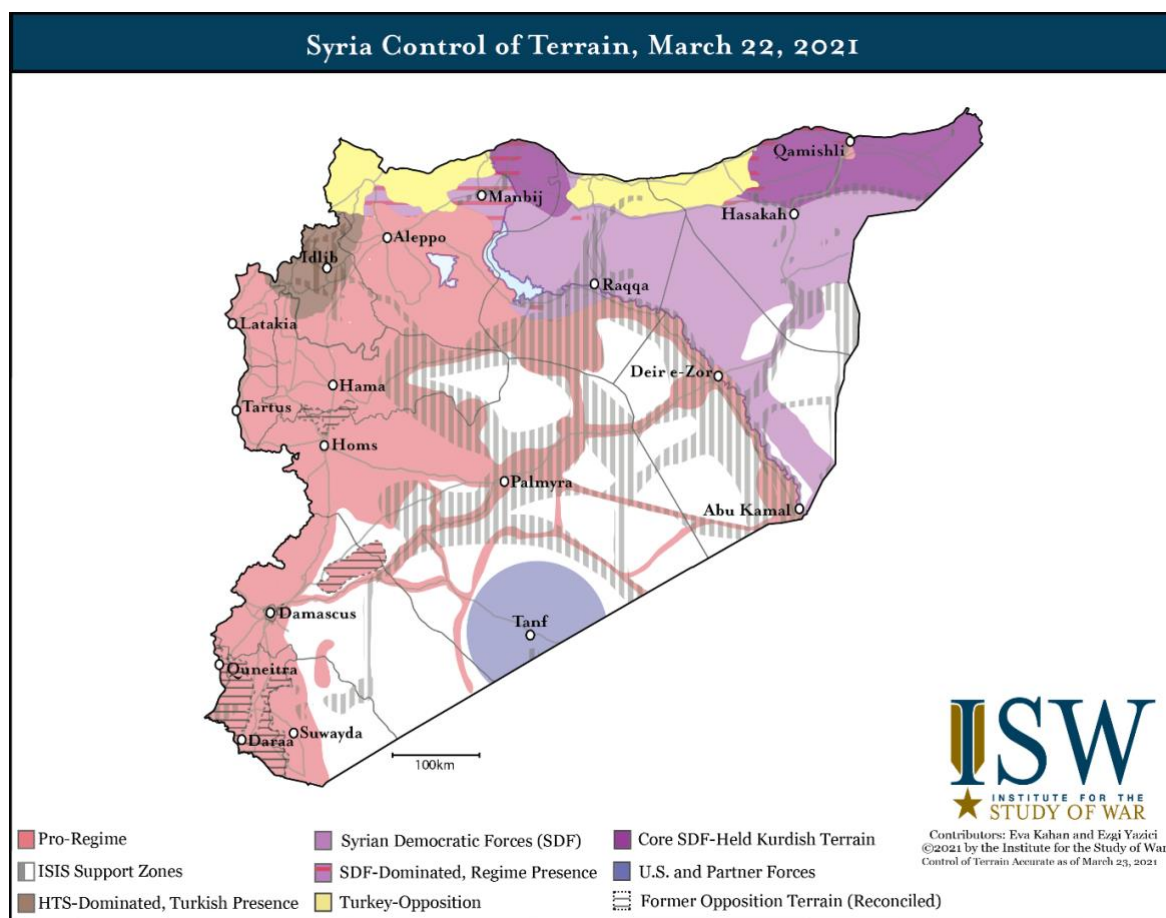 Syria Control of Terrain, March 22, 2021
Qamishli
Manbij
Hasakah
Aleppo
Idlib
Raqqa
Latakia
Deir e-Zor
Hama
Tartus
Homs
Palmyra
Abu Kamal
Damascus
Tanf
Quneitra
Suwayda
Daraa
100km
ISW
INSTITUTE FOR THE
STUDY OF WAR
Contributors: Eva Kahan and Ezgi Yazici
©2021 by the Institute for the Study of War
Control of Terrain Accurate as of March 23, 2021
Pro-Regime
Syrian Democratic Forces (SDF)
Core SDF-Held Kurdish Terrain
ISIS Support Zones
SDF-Dominated, Regime Presence
U.S. and Partner Forces
HTS-Dominated, Turkish Presence
Turkey-Opposition
Former Opposition Terrain (Reconciled)